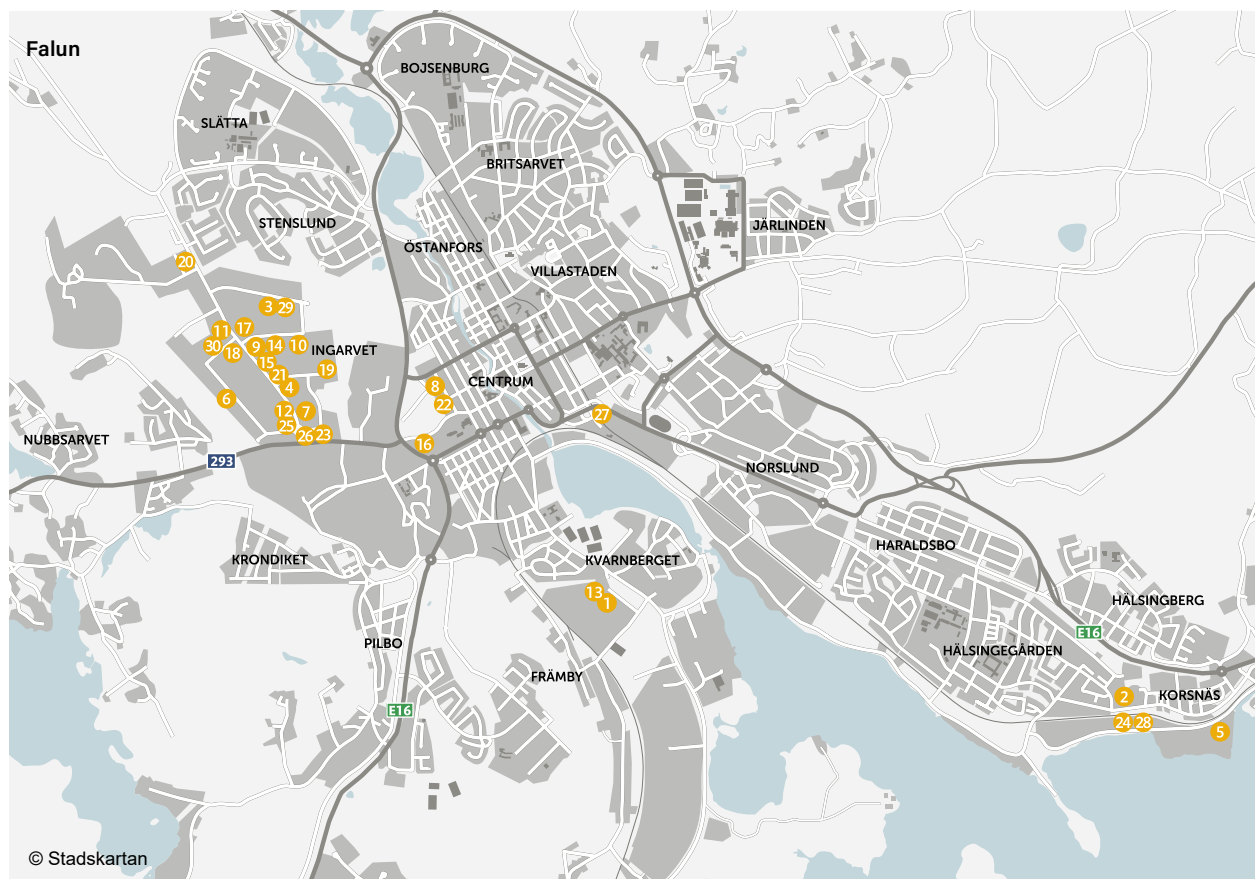 Falun
BOJSENBURG
SLÄTTA
BRITSARVET
STENSLUND
JÄRLINDEN
ÖSTANFORS
20
VILLASTADEN
3 29
11 17
30 18 9 14 10
INGARVET
15
19
21
4
CENTRUM
8
6
22
12 7
27
25
26 23
16
NUBBSARVET
293
NORSLUND
HARALDSBO
KRONDIKET
KVARNBERGET
13
1
HÄLSINGBERG
E16
PILBO
HÄLSINGEGÅRDEN
FRÄMBY
2
KORSNÄS
E16
24 28
5
© Stadskartan